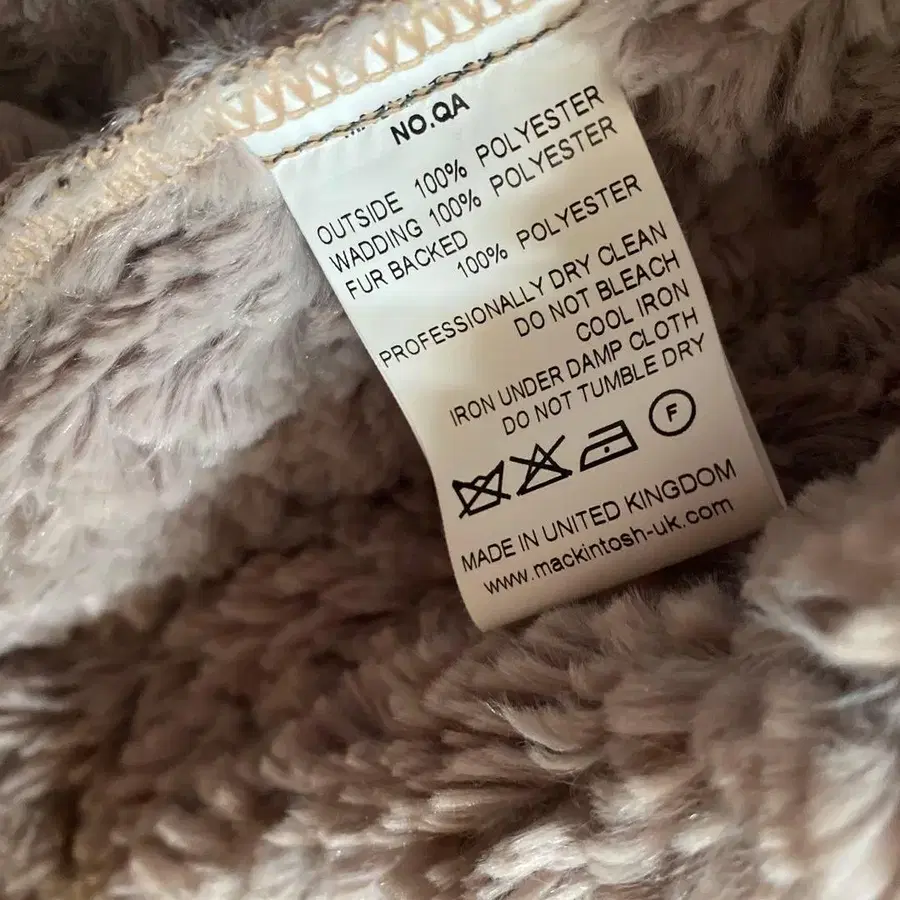 NO.QA
OUTSIDE 100% POLYESTER
WADDING 100% POLYESTER
FUR BACKED
100% POLYESTER
PROFESSIONALLY DRY CLEAN
DO NOT BLEACH
COOL IRON
IRON UNDER DAMP CLOTH
DO NOT TUMBLE DRY
F
MADE IN UNITED KINGDOM
www.mackintosh-uk.com